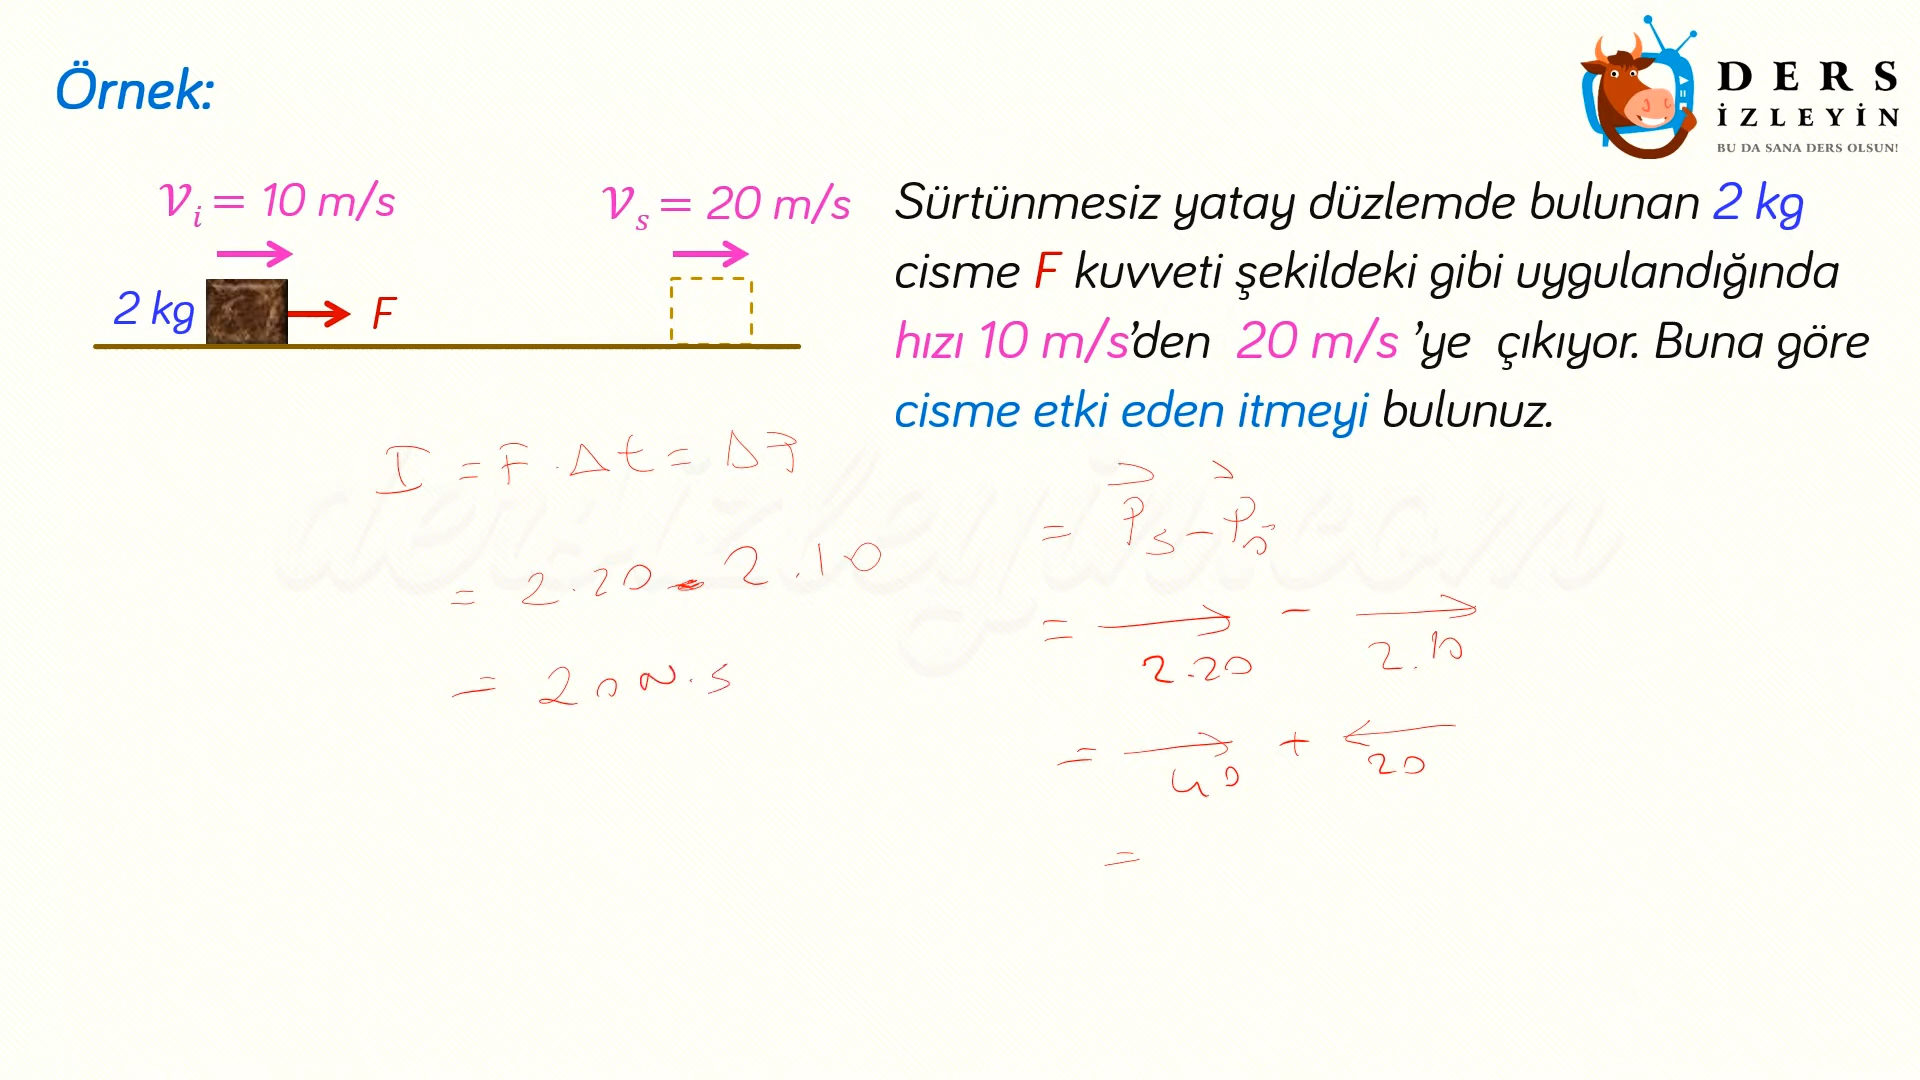 Örnek:
DERS
İZLEYİN
BU DA SANA DERS OLSUN!
𝒱i = 10 m/s
𝒱s = 20 m/s
2 kg
F
Sürtünmesiz yatay düzlemde bulunan 2 kg
cisme F kuvveti şekildeki gibi uygulandığında
hızı 10 m/s’den 20 m/s ’ye çıkıyor. Buna göre
cisme etki eden itmeyi bulunuz.
I = F . Δt = ΔP
= 2.20 - 2.10
= 20 N.s
= Ps - Pi
= 2.20 - 2.10
= 40 + 20
=
dersizleyin.com